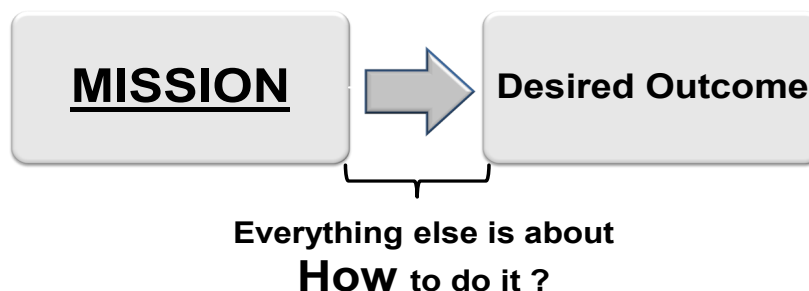 MISSION
Desired Outcome
Everything else is about
How to do it ?